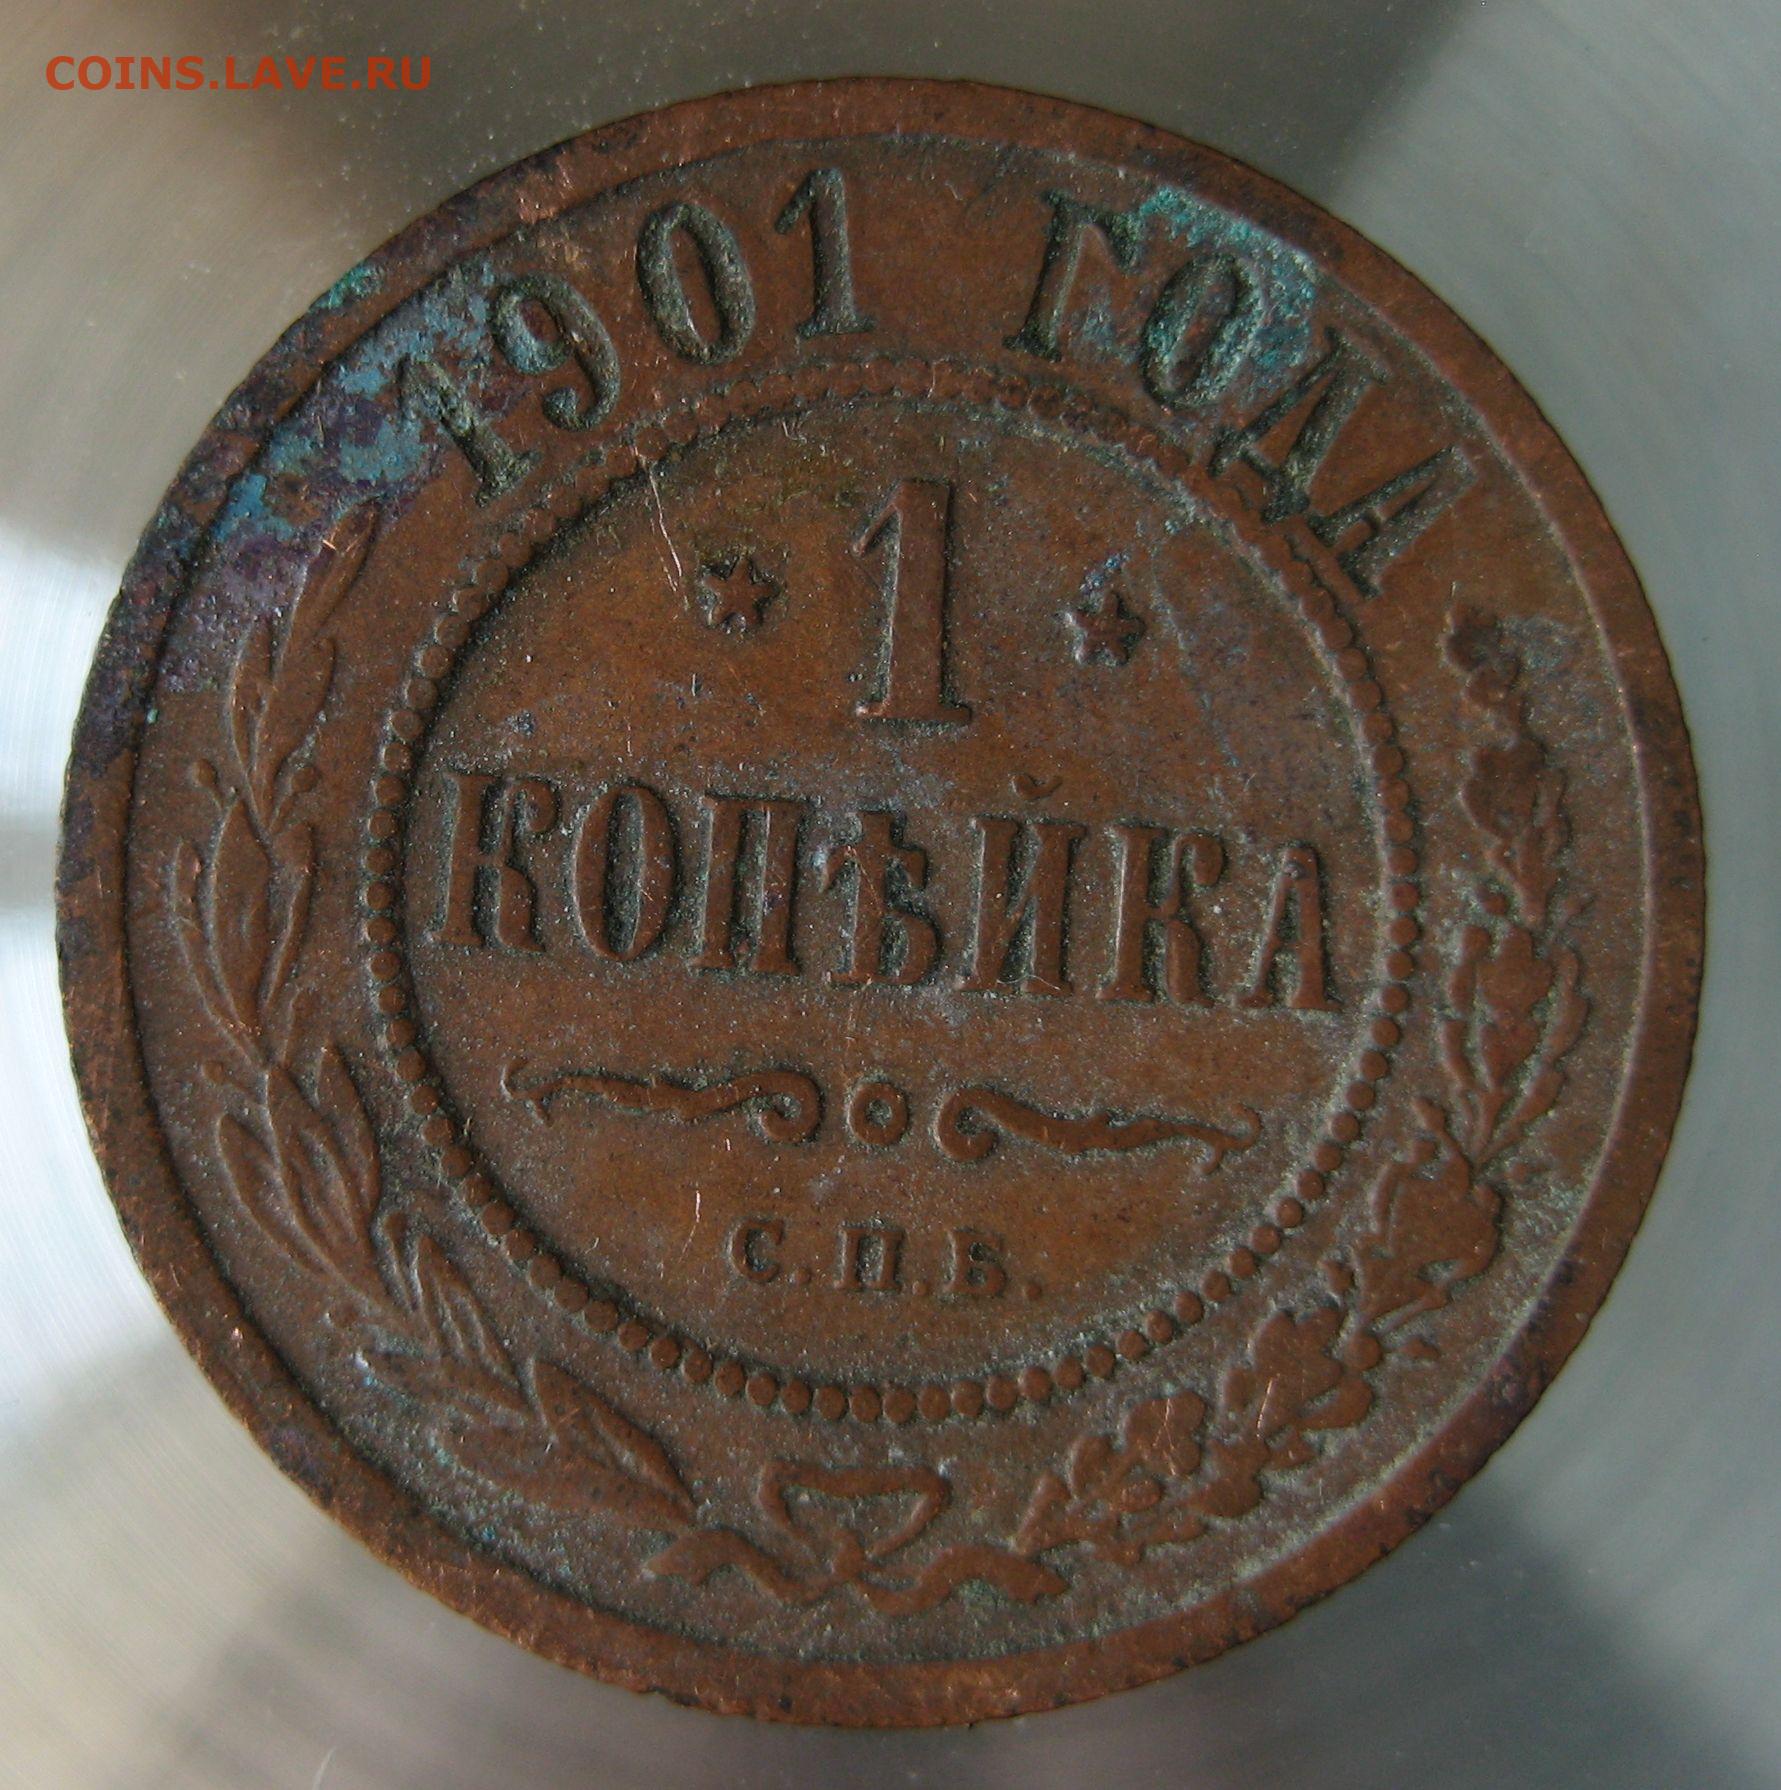 COINS.LAVE.RU
1901 ГОДА
* 1 *
КОПѢЙКА
С.П.Б.